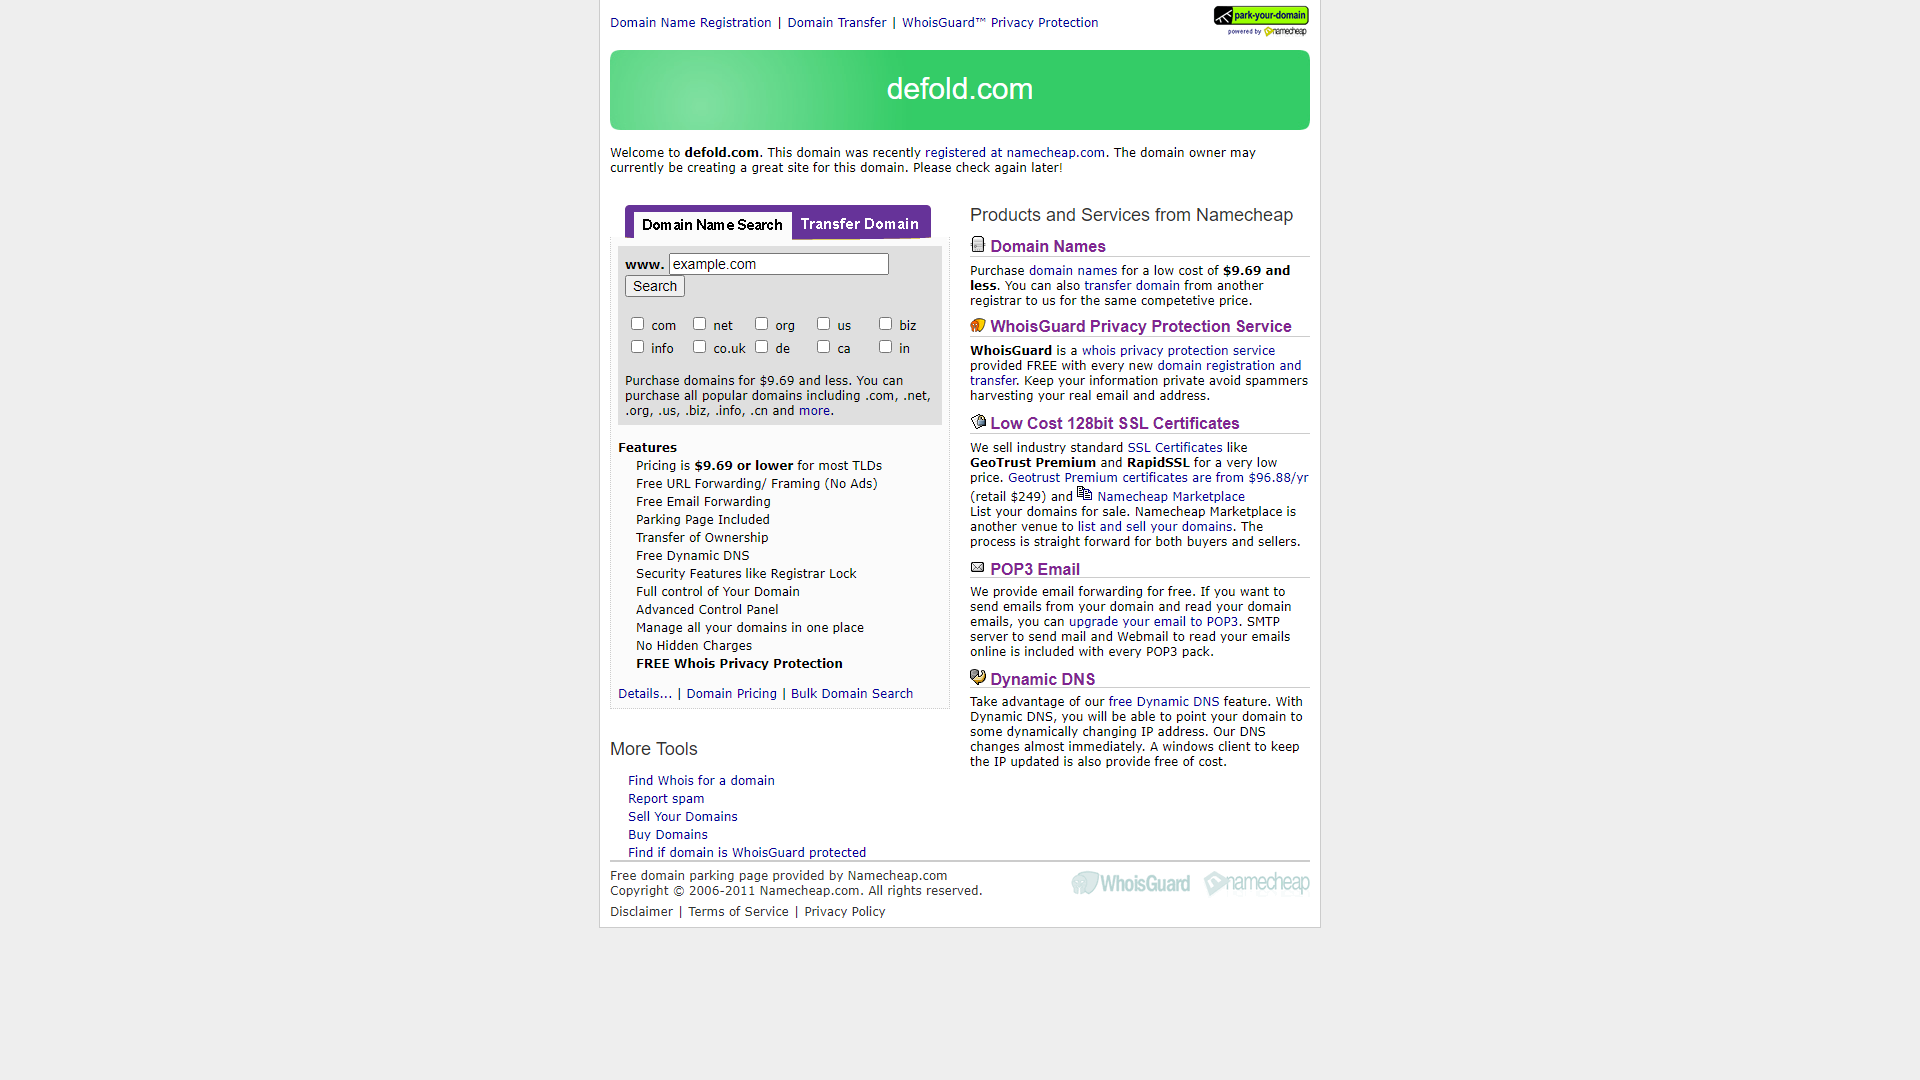 Domain Name Registration | Domain Transfer | WhoisGuard™ Privacy Protection
park-your-domain
powered by namecheap
defold.com
Welcome to defold.com. This domain was recently registered at namecheap.com. The domain owner may
currently be creating a great site for this domain. Please check again later!
Domain Name Search Transfer Domain
www. example.com
Search
com net org us biz
info co.uk de ca in
Purchase domains for $9.69 and less. You can
purchase all popular domains including .com, .net,
.org, .us, .biz, .info, .cn and more.
Features
Pricing is $9.69 or lower for most TLDs
Free URL Forwarding/ Framing (No Ads)
Free Email Forwarding
Parking Page Included
Transfer of Ownership
Free Dynamic DNS
Security Features like Registrar Lock
Full control of Your Domain
Advanced Control Panel
Manage all your domains in one place
No Hidden Charges
FREE Whois Privacy Protection
Details... | Domain Pricing | Bulk Domain Search
More Tools
Find Whois for a domain
Report spam
Sell Your Domains
Buy Domains
Find if domain is WhoisGuard protected
Products and Services from Namecheap
Domain Names
Purchase domain names for a low cost of $9.69 and
less. You can also transfer domain from another
registrar to us for the same competetive price.
WhoisGuard Privacy Protection Service
WhoisGuard is a whois privacy protection service
provided FREE with every new domain registration and
transfer. Keep your information private avoid spammers
harvesting your real email and address.
Low Cost 128bit SSL Certificates
We sell industry standard SSL Certificates like
GeoTrust Premium and RapidSSL for a very low
price. Geotrust Premium certificates are from $96.88/yr
(retail $249) and Namecheap Marketplace
List your domains for sale. Namecheap Marketplace is
another venue to list and sell your domains. The
process is straight forward for both buyers and sellers.
POP3 Email
We provide email forwarding for free. If you want to
send emails from your domain and read your domain
emails, you can upgrade your email to POP3. SMTP
server to send mail and Webmail to read your emails
online is included with every POP3 pack.
Dynamic DNS
Take advantage of our free Dynamic DNS feature. With
Dynamic DNS, you will be able to point your domain to
some dynamically changing IP address. Our DNS
changes almost immediately. A windows client to keep
the IP updated is also provide free of cost.
Free domain parking page provided by Namecheap.com
Copyright © 2006-2011 Namecheap.com. All rights reserved.
WhoisGuard namecheap
Disclaimer | Terms of Service | Privacy Policy